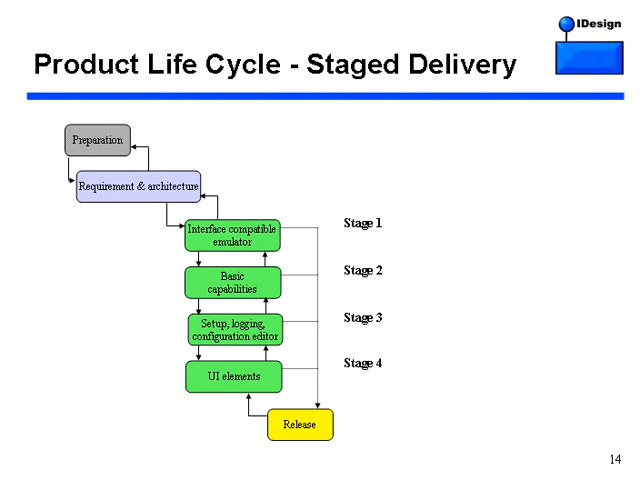 IDesign
Product Life Cycle - Staged Delivery
Preparation
Requirement & architecture
Interface compatible
emulator
Stage 1
Basic
capabilities
Stage 2
Setup, logging,
configuration editor
Stage 3
UI elements
Stage 4
Release
14